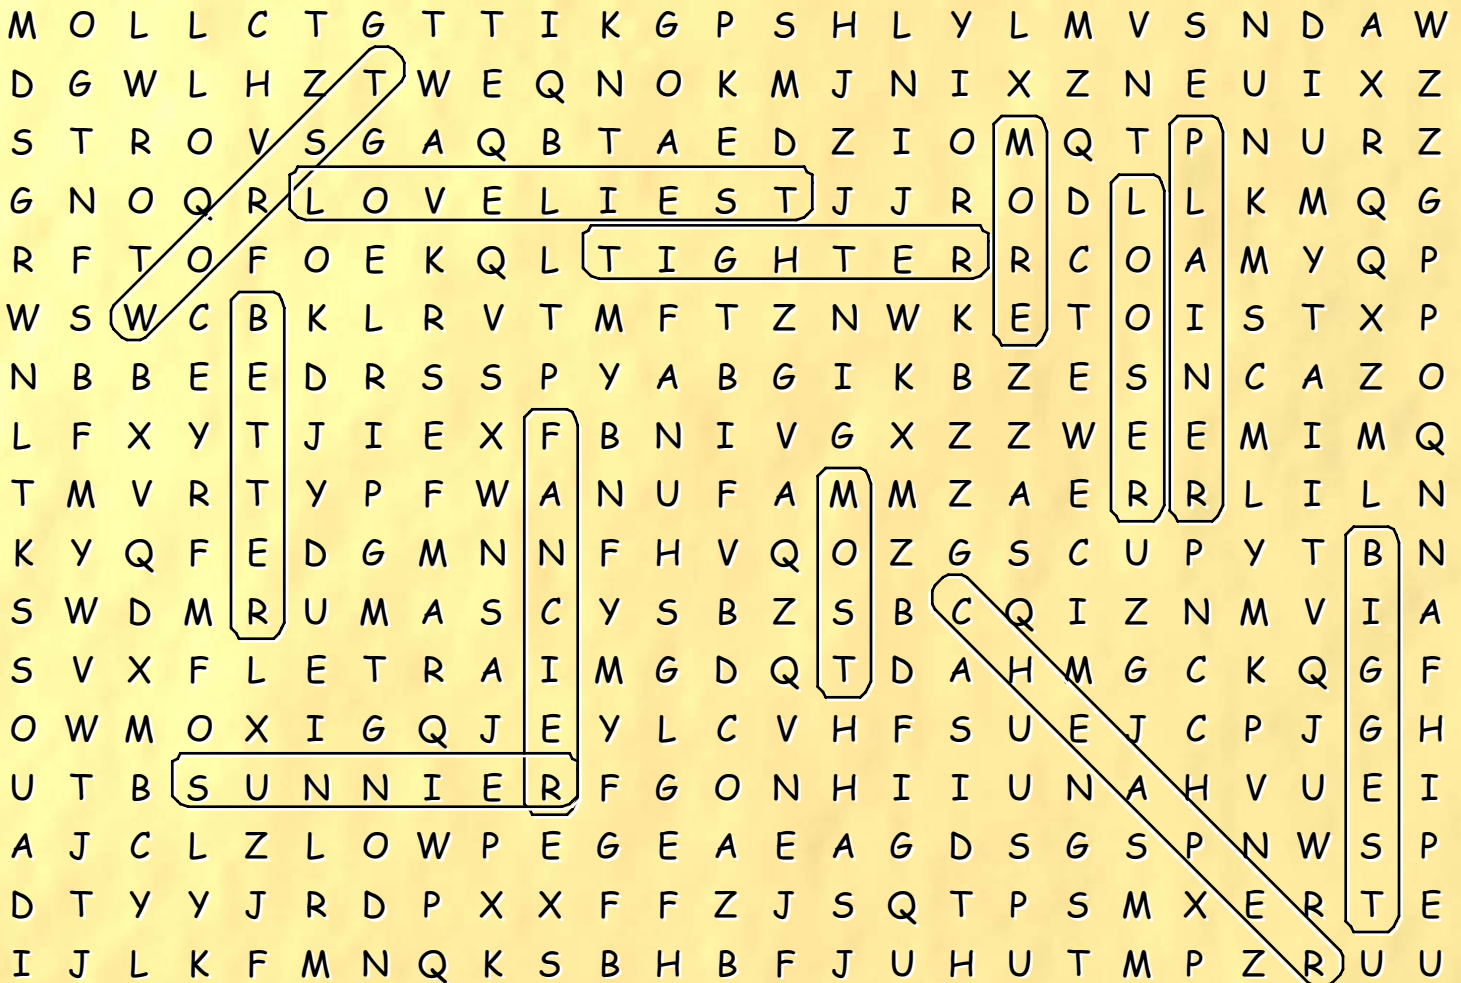 M O L L C T G T T I K G P S H L Y L M V S N D A W
D G W L H Z T W E Q N O K M J N I X Z N E U I X Z
S T R O V S G A Q B T A E D Z I O M Q T P N U R Z
G N O Q R L O V E L I E S T J J R O D L L K M Q G
R F T O F O E K Q L T I G H T E R R C O A M Y Q P
W S W C B K L R V T M F T Z N W K E T O I S T X P
N B B E E D R S S P Y A B G I K B Z E S N C A Z O
L F X Y T J I E X F B N I V G X Z Z W E E M I M Q
T M V R T Y P F W A N U F A M M Z A E R R L I L N
K Y Q F E D G M N N F H V Q O Z G S C U P Y T B N
S W D M R U M A S C Y S B Z S B C Q I Z N M V I A
S V X F L E T R A I M G D Q T D A H M G C K Q G F
O W M O X I G Q J E Y L C V H F S U E J C P J G H
U T B S U N N I E R F G O N H I I U N A H V U E I
A J C L Z L O W P E G E A E A G D S G S P N W S P
D T Y Y J R D P X X F F Z J S Q T P S M X E R T E
I J L K F M N Q K S B H B F J U H U T M P Z R U U